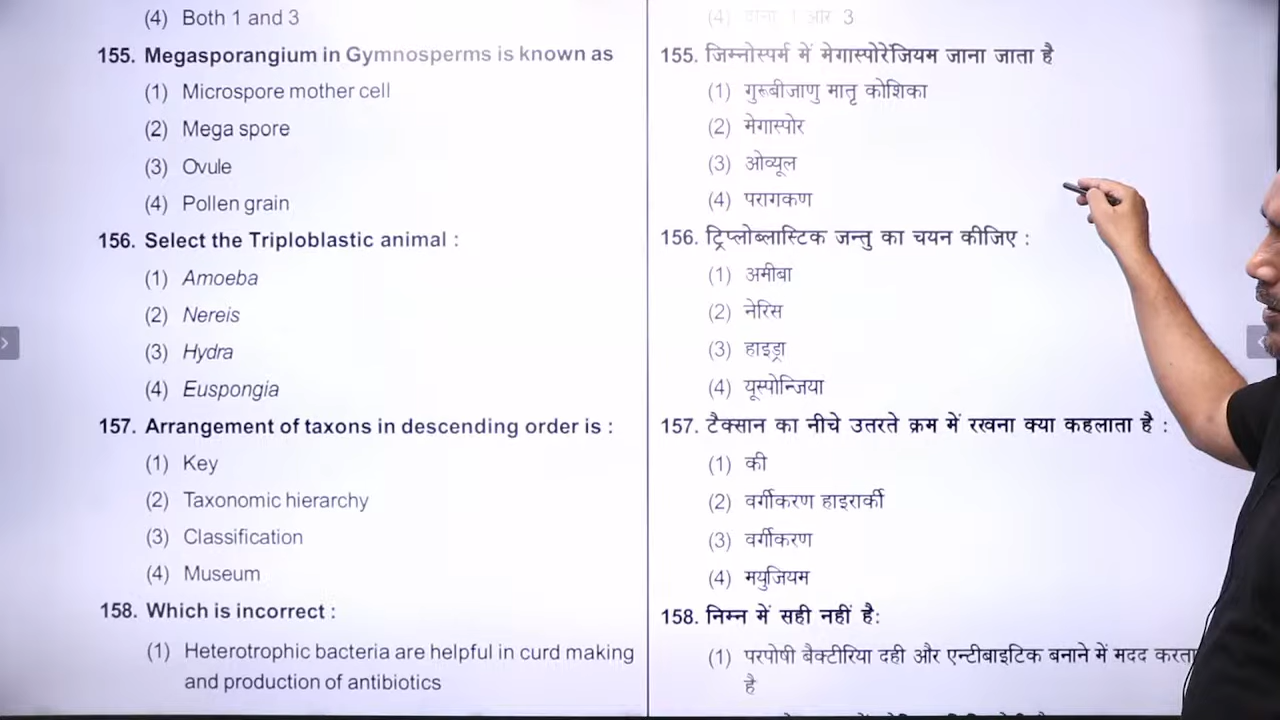 (4) Both 1 and 3
155. Megasporangium in Gymnosperms is known as
(1) Microspore mother cell
(2) Mega spore
(3) Ovule
(4) Pollen grain
156. Select the Triploblastic animal :
(1) Amoeba
(2) Nereis
(3) Hydra
(4) Euspongia
157. Arrangement of taxons in descending order is :
(1) Key
(2) Taxonomic hierarchy
(3) Classification
(4) Museum
158. Which is incorrect :
(1) Heterotrophic bacteria are helpful in curd making
and production of antibiotics
(4) दोनों 1 और 3
155. जिम्नोस्पर्म में मेगास्पोरेंजियम जाना जाता है
(1) गुरूबीजाणु मातृ कोशिका
(2) मेगास्पोर
(3) ओव्यूल
(4) परागकण
156. ट्रिप्लोब्लास्टिक जन्तु का चयन कीजिए :
(1) अमीबा
(2) नेरिस
(3) हाइड्रा
(4) यूस्पोन्जिया
157. टैक्सान का नीचे उतरते क्रम में रखना क्या कहलाता है :
(1) की
(2) वर्गीकरण हाइरार्की
(3) वर्गीकरण
(4) मयुजियम
158. निम्न में सही नहीं है:
(1) परपोषी बैक्टीरिया दही और एन्टीबाइटिक बनाने में मदद करता
है